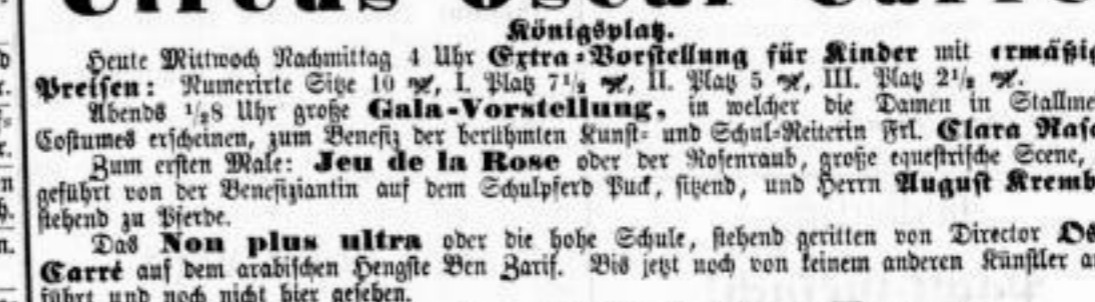 Circus Oscar Carré
Königsplatz.
Heute Mittwoch Nachmittag 4 Uhr Extra-Vorstellung für Kinder mit ermäßig
Preisen: Numerirte Sitze 10 , I. Platz 7½ , II. Platz 5 , III. Platz 2½ .
Abends ½8 Uhr große Gala-Vorstellung, in welcher die Damen in Stallme
Costumes erscheinen, zum Benefiz der berühmten Kunst- und Schul-Reiterin Frl. Clara
Zum ersten Male: Jeu de la Rose oder der Rosenraub, große equestrische Scene,
geführt von der Benefiziantin auf dem Schulpferd Puck, sitzend, und Herrn August Kremb
stehend zu Pferde.
Das Non plus ultra oder die hohe Schule, stehend geritten von Director Os
Carré auf dem arabischen Hengste Ben Zarif. Bis jetzt noch von keinem anderen Künstler a
führt und noch nicht hier gesehen.